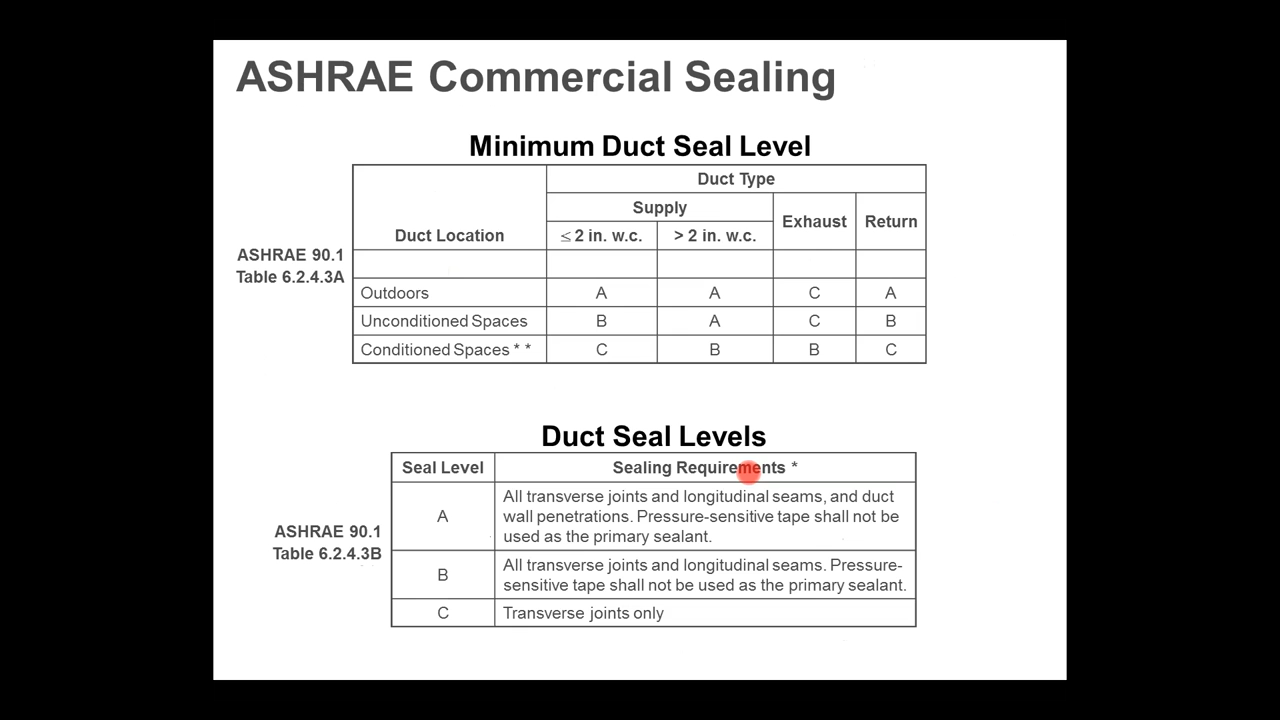 ASHRAE Commercial Sealing
Minimum Duct Seal Level
ASHRAE 90.1
Table 6.2.4.3A
Duct Type
Supply
Duct Location
≤ 2 in. w.c.
> 2 in. w.c.
Exhaust
Return
Outdoors A A C A
Unconditioned Spaces B A C B
Conditioned Spaces * * C B B C
Duct Seal Levels
ASHRAE 90.1
Table 6.2.4.3B
Seal Level Sealing Requirements *
A
All transverse joints and longitudinal seams, and duct
wall penetrations. Pressure-sensitive tape shall not be
used as the primary sealant.
B
All transverse joints and longitudinal seams. Pressure-
sensitive tape shall not be used as the primary sealant.
C Transverse joints only